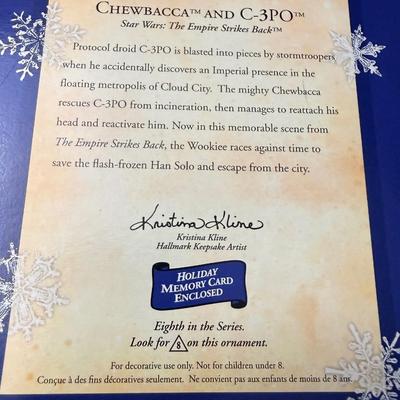 CHEWBACCA™ AND C-3PO™
Star Wars: The Empire Strikes Back™
Protocol droid C-3PO is blasted into pieces by stormtroopers
when he accidentally discovers an Imperial presence in the
floating metropolis of Cloud City. The mighty Chewbacca
rescues C-3PO from incineration, then manages to reattach his
head and reactivate him. Now in this memorable scene from
The Empire Strikes Back, the Wookiee races against time to
save the flash-frozen Han Solo and escape from the city.
Kristina Kline
Kristina Kline
Hallmark Keepsake Artist
HOLIDAY
MEMORY CARD
ENCLOSED
Eighth in the Series.
Look for 8 on this ornament.
For decorative use only. Not for children under 8.
Conçue à des fins décoratives seulement. Ne convient pas aux enfants de moins de 8 ans.